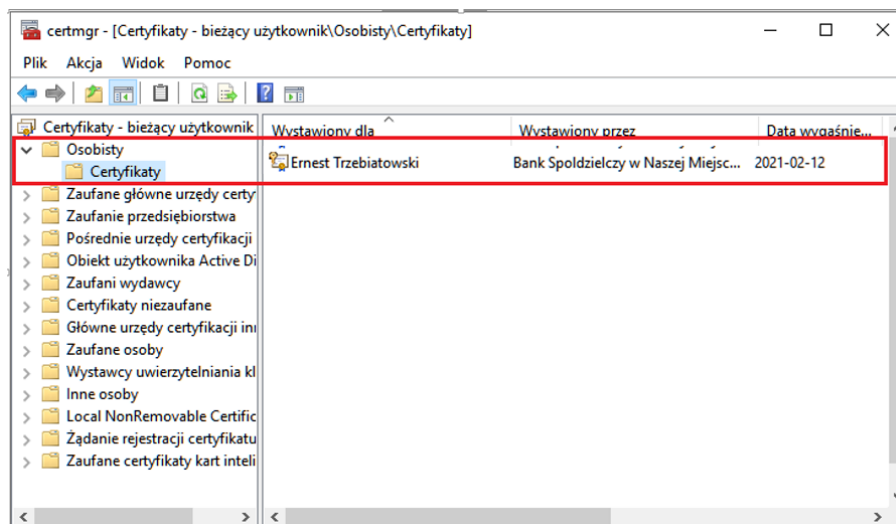 certmgr - [Certyfikaty - bieżący użytkownik\Osobisty\Certyfikaty]
Plik Akcja Widok Pomoc
Certyfikaty - bieżący użytkownik
Osobisty
Certyfikaty
Zaufane główne urzędy certy
Zaufanie przedsiębiorstwa
Pośrednie urzędy certyfikacji
Obiekt użytkownika Active Di
Zaufani wydawcy
Certyfikaty niezaufane
Główne urzędy certyfikacji inn
Zaufane osoby
Wystawcy uwierzytelniania kl
Inne osoby
Local NonRemovable Certific
Żądanie rejestracji certyfikatu
Zaufane certyfikaty kart inteli
Wystawiony dla Wystawiony przez Data wygaśnie...
Ernest Trzebiatowski Bank Spoldzielczy w Naszej Miejsc... 2021-02-12